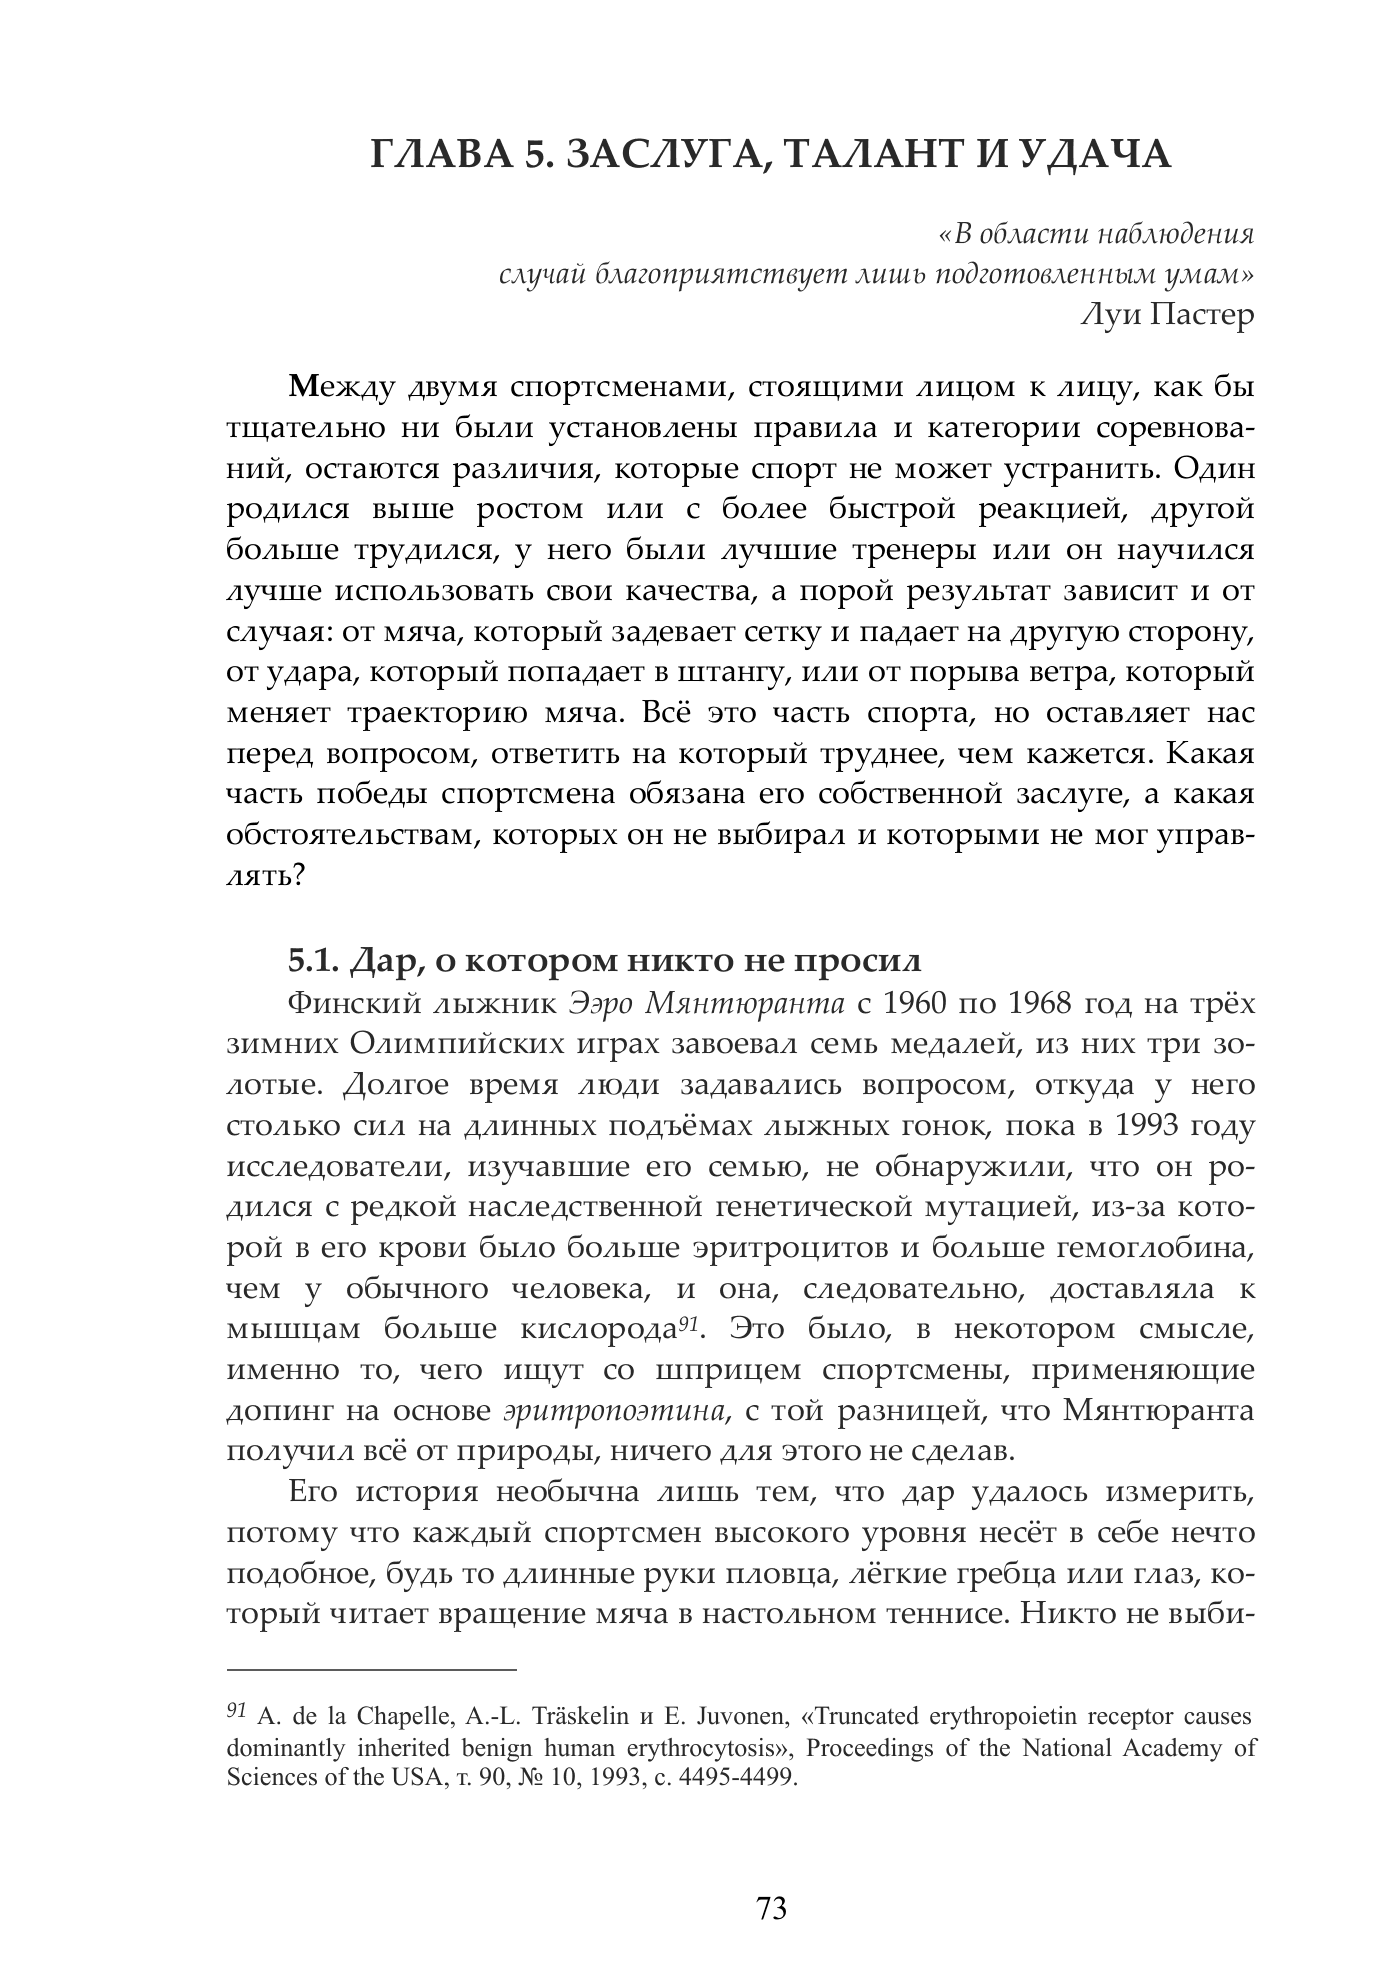 ГЛАВА 5. ЗАСЛУГА, ТАЛАНТ И УДАЧА
«В области наблюдения
случай благоприятствует лишь подготовленным умам»
Луи Пастер
Между двумя спортсменами, стоящими лицом к лицу, как бы
тщательно ни были установлены правила и категории соревнова-
ний, остаются различия, которые спорт не может устранить. Один
родился выше ростом или с более быстрой реакцией, другой
больше трудился, у него были лучшие тренеры или он научился
лучше использовать свои качества, а порой результат зависит и от
случая: от мяча, который задевает сетку и падает на другую сторону,
от удара, который попадает в штангу, или от порыва ветра, который
меняет траекторию мяча. Всё это часть спорта, но оставляет нас
перед вопросом, ответить на который труднее, чем кажется. Какая
часть победы спортсмена обязана его собственной заслуге, а какая
обстоятельствам, которых он не выбирал и которыми не мог управ-
лять?
5.1. Дар, о котором никто не просил
Финский лыжник Ээро Мянтюранта с 1960 по 1968 год на трёх
зимних Олимпийских играх завоевал семь медалей, из них три зо-
лотые. Долгое время люди задавались вопросом, откуда у него
столько сил на длинных подъёмах лыжных гонок, пока в 1993 году
исследователи, изучавшие его семью, не обнаружили, что он ро-
дился с редкой наследственной генетической мутацией, из-за кото-
рой в его крови было больше эритроцитов и больше гемоглобина,
чем у обычного человека, и она, следовательно, доставляла к
мышцам больше кислорода91. Это было, в некотором смысле,
именно то, чего ищут со шприцем спортсмены, применяющие
допинг на основе эритропоэтина, с той разницей, что Мянтюранта
получил всё от природы, ничего для этого не сделав.
Его история необычна лишь тем, что дар удалось измерить,
потому что каждый спортсмен высокого уровня несёт в себе нечто
подобное, будь то длинные руки пловца, лёгкие гребца или глаз, ко-
торый читает вращение мяча в настольном теннисе. Никто не выби-
91 A. de la Chapelle, A.-L. Träskelin и E. Juvonen, «Truncated erythropoietin receptor causes
dominantly inherited benign human erythrocytosis», Proceedings of the National Academy of
Sciences of the USA, т. 90, № 10, 1993, с. 4495-4499.
73